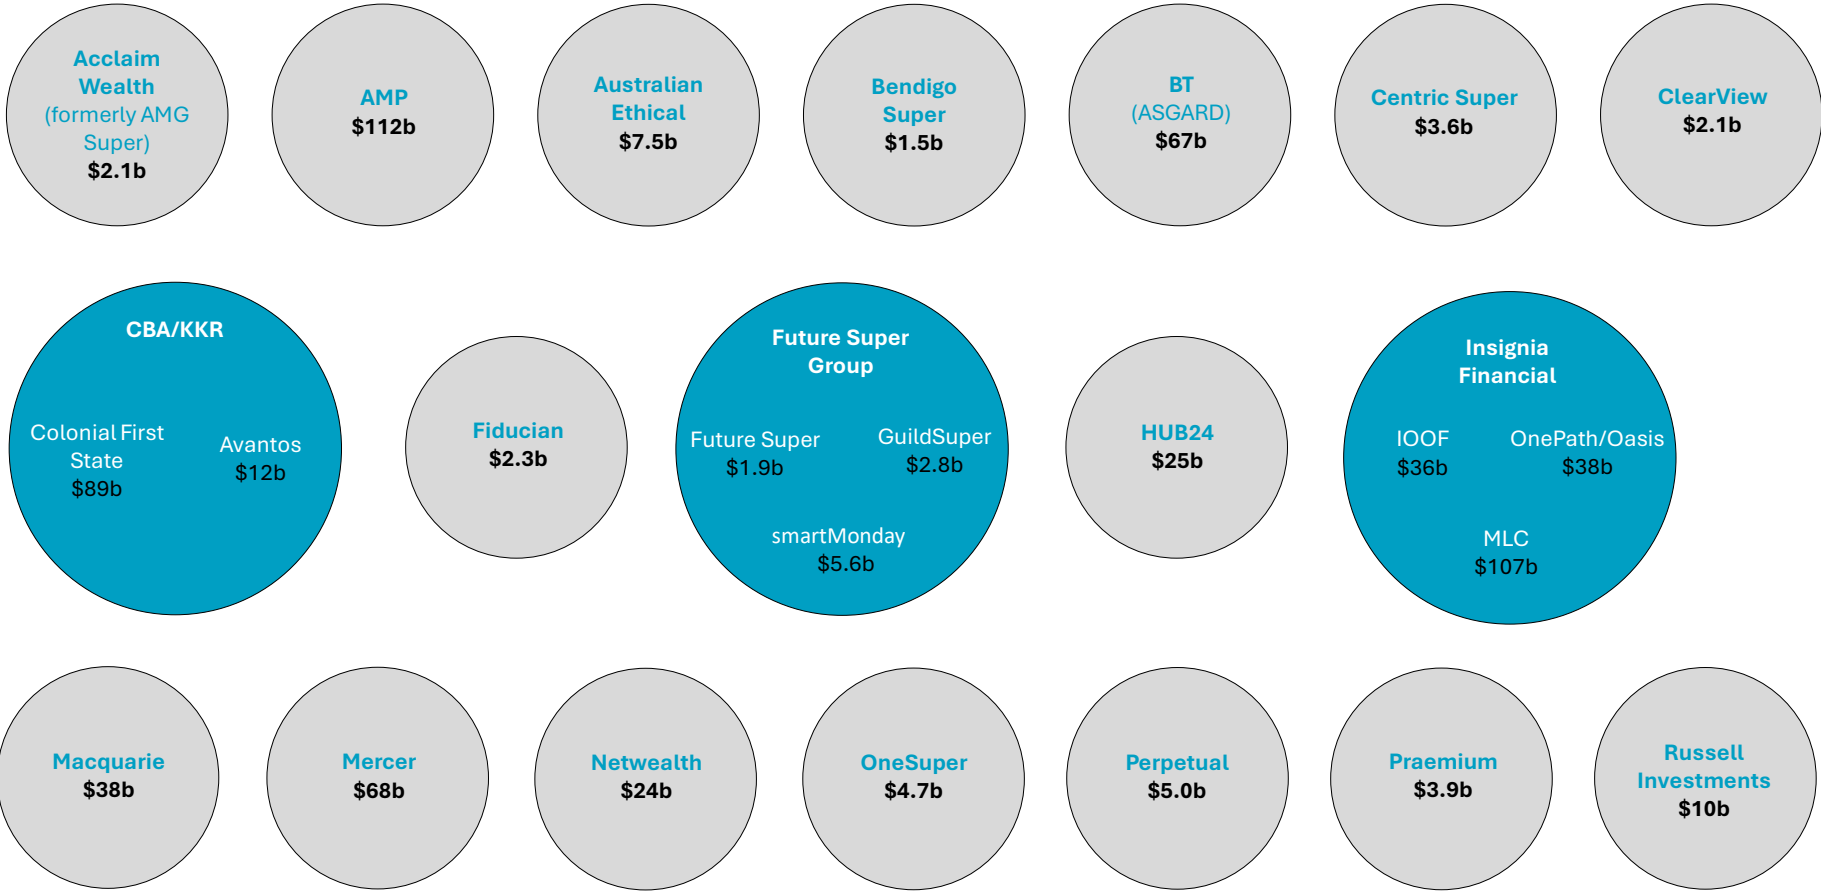 Acclaim
Wealth
(formerly AMG
Super)
$2.1b
AMP
$112b
Australian
Ethical
$7.5b
Bendigo
Super
$1.5b
BT
(ASGARD)
$67b
Centric Super
$3.6b
ClearView
$2.1b
CBA/KKR
Colonial First
State
$89b
Avantos
$12b
Fiducian
$2.3b
Future Super
Group
Future Super
$1.9b
GuildSuper
$2.8b
smartMonday
$5.6b
HUB24
$25b
Insignia
Financial
IOOF
$36b
OnePath/Oasis
$38b
MLC
$107b
Macquarie
$38b
Mercer
$68b
Netwealth
$24b
OneSuper
$4.7b
Perpetual
$5.0b
Praemium
$3.9b
Russell
Investments
$10b